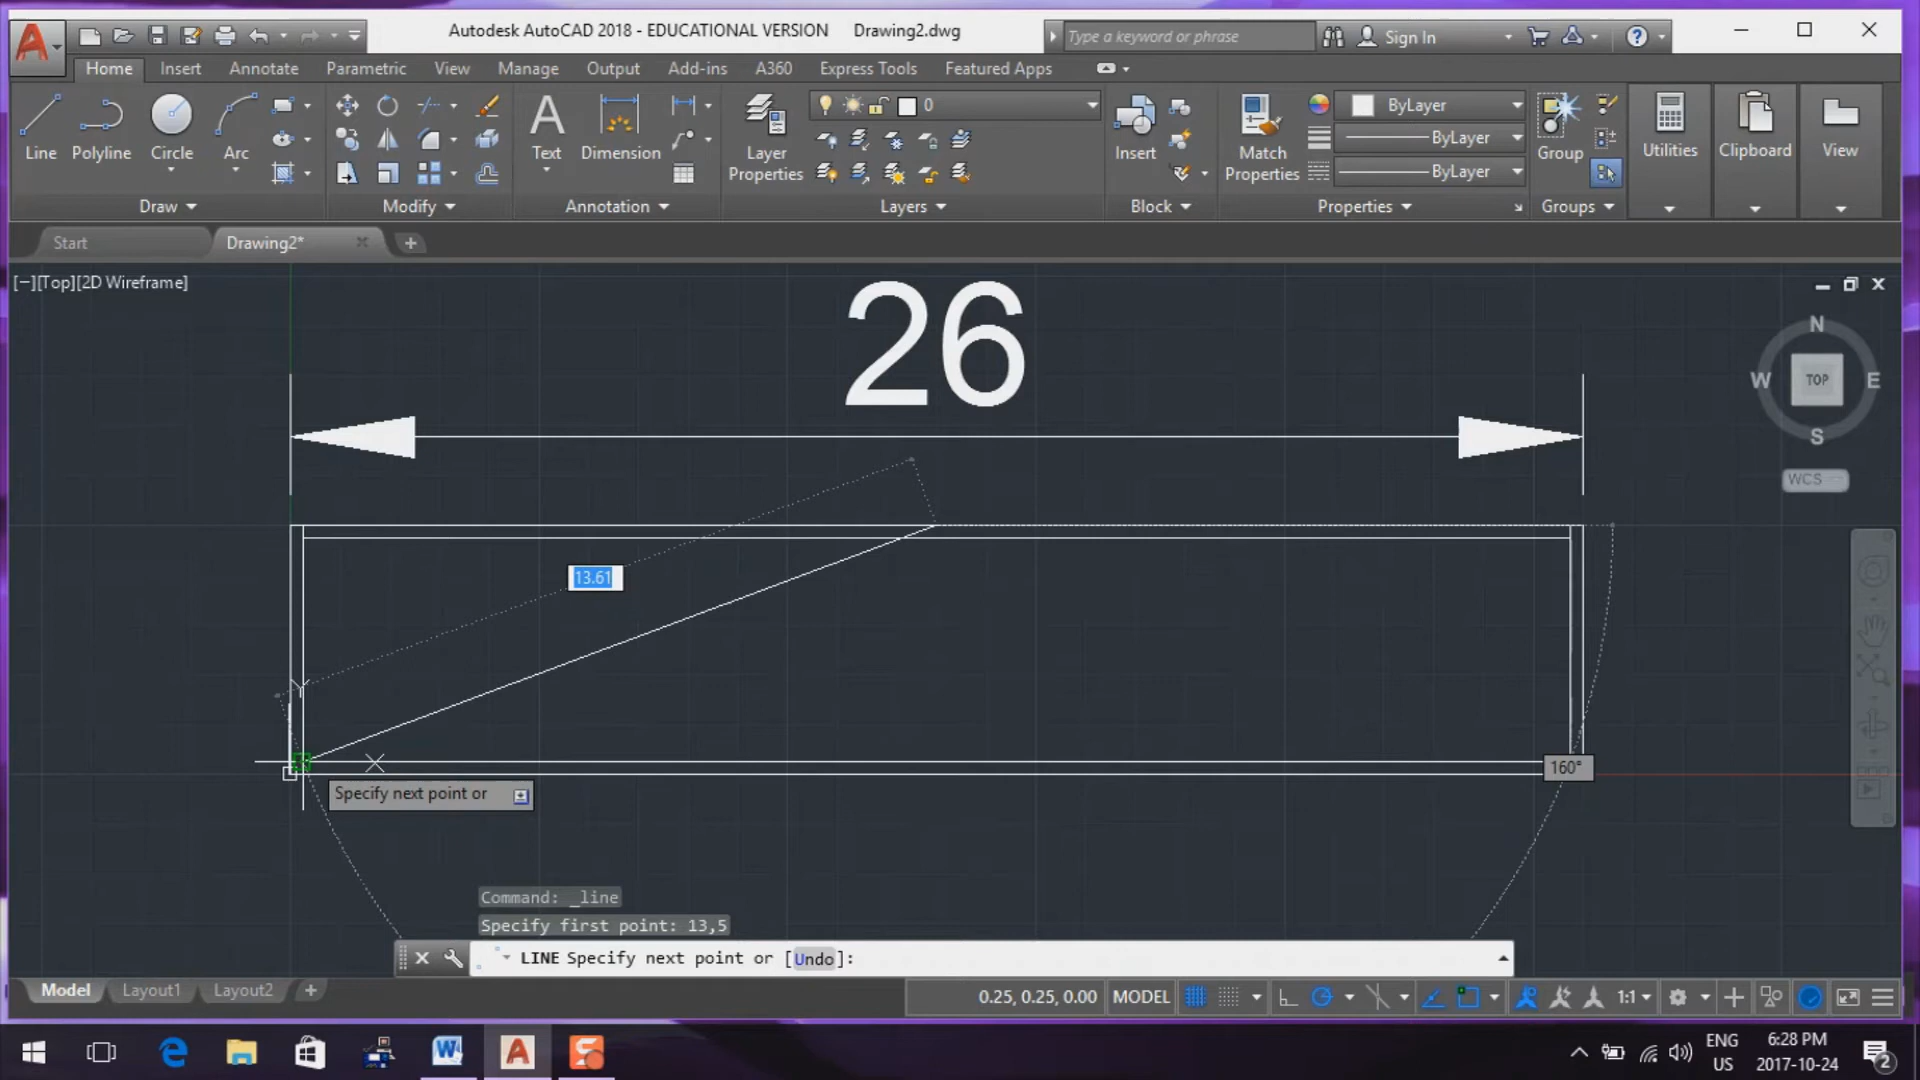 Autodesk AutoCAD 2018 - EDUCATIONAL VERSION Drawing2.dwg
Type a keyword or phrase
Sign In
Home Insert Annotate Parametric View Manage Output Add-ins A360 Express Tools Featured Apps
0
ByLayer
ByLayer
ByLayer
Line Polyline Circle Arc
Text Dimension
Layer Properties
Insert
Match Properties
Group
Utilities
Clipboard
View
Draw Modify Annotation Layers Block Properties Groups
Start Drawing2*
[−][Top][2D Wireframe]
26
N
W TOP E
S
WCS
13.61
Y
X
160°
Specify next point or
Command: _line
Specify first point: 13,5
LINE Specify next point or [Undo]:
Model Layout1 Layout2
0.25, 0.25, 0.00 MODEL
1:1
ENG
US
6:28 PM
2017-10-24
2